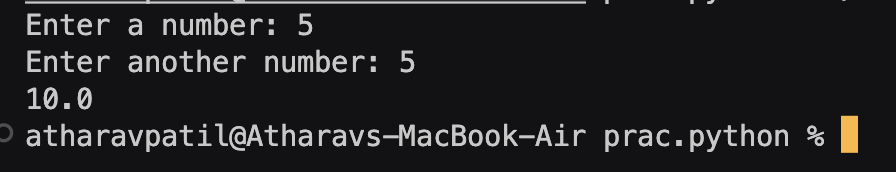 Enter a number: 5
Enter another number: 5
10.0
atharavpatil@Atharavs-MacBook-Air prac.python %